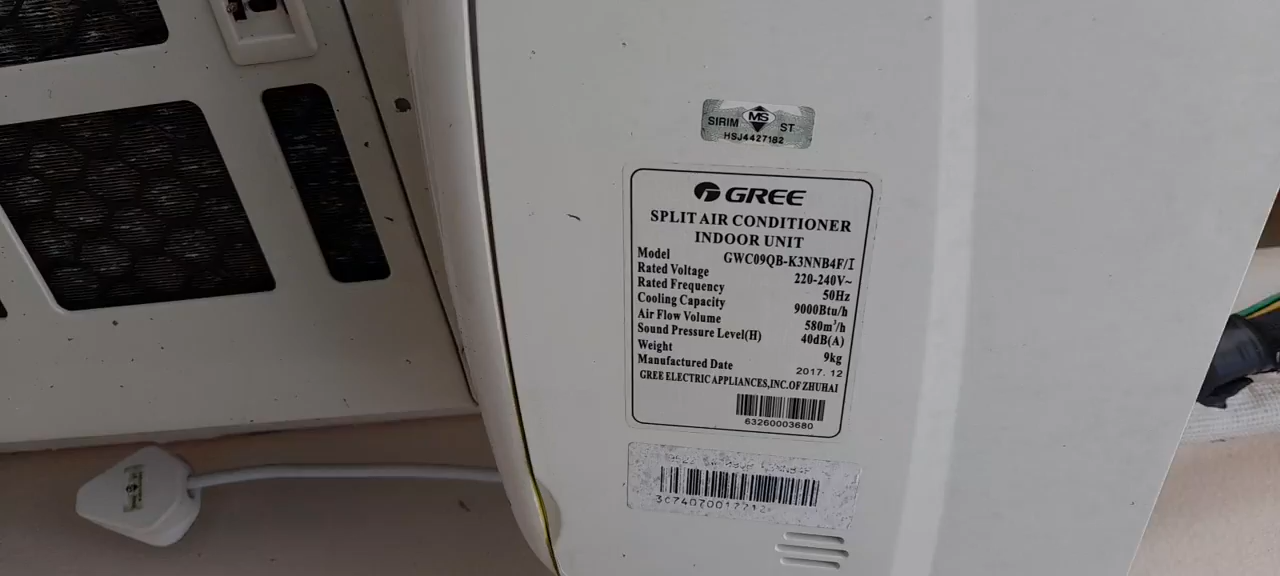 SIRIM MS ST
HSJ4427182
GREE
SPLIT AIR CONDITIONER
INDOOR UNIT
Model GWC09QB-K3NNB4F/I
Rated Voltage 220-240V~
Rated Frequency 50Hz
Cooling Capacity 9000Btu/h
Air Flow Volume 580m³/h
Sound Pressure Level(H) 40dB(A)
Weight 9kg
Manufactured Date 2017. 12
GREE ELECTRIC APPLIANCES,INC.OF ZHUHAI
63260003680